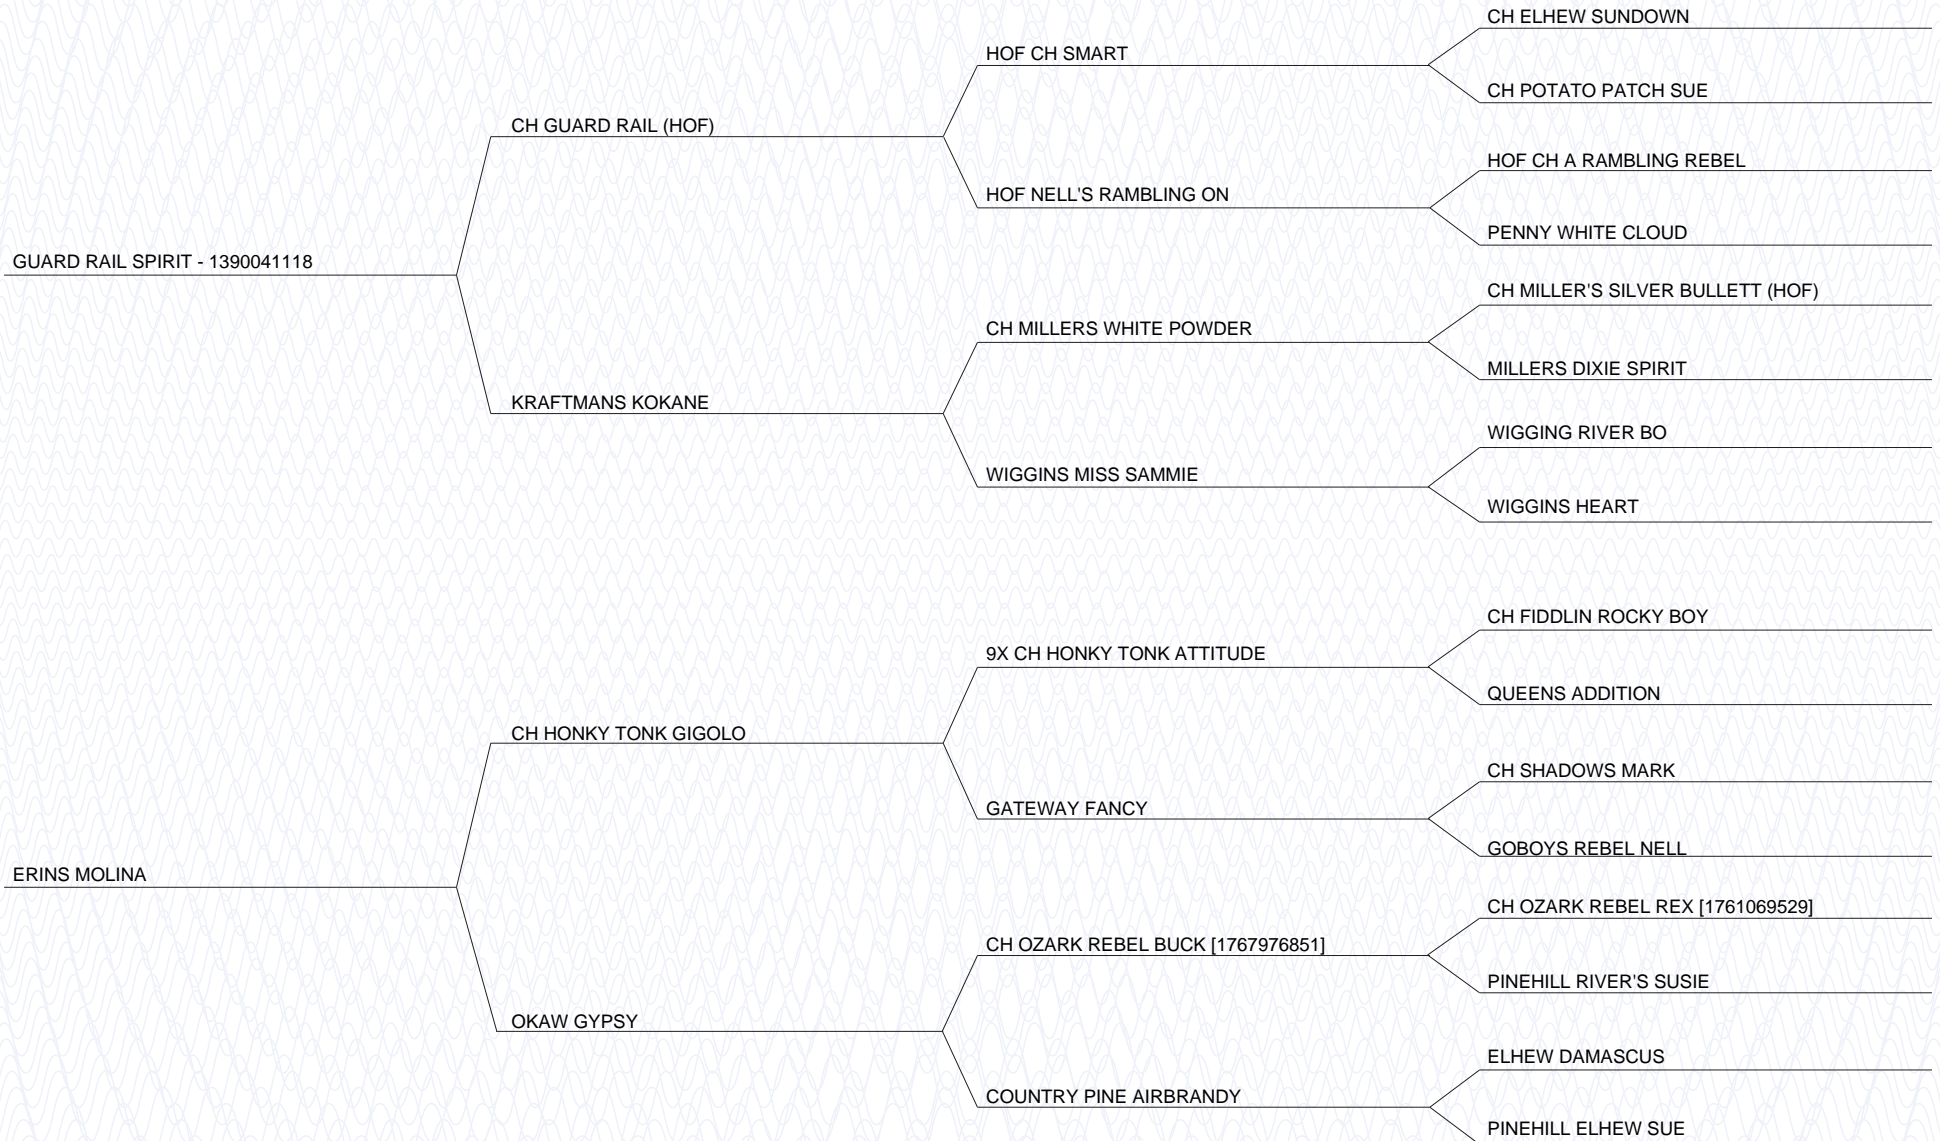 CH ELHEW SUNDOWN
HOF CH SMART
CH POTATO PATCH SUE
CH GUARD RAIL (HOF)
HOF CH A RAMBLING REBEL
HOF NELL'S RAMBLING ON
PENNY WHITE CLOUD
GUARD RAIL SPIRIT - 1390041118
CH MILLER'S SILVER BULLETT (HOF)
CH MILLERS WHITE POWDER
MILLERS DIXIE SPIRIT
KRAFTMANS KOKANE
WIGGING RIVER BO
WIGGINS MISS SAMMIE
WIGGINS HEART
CH FIDDLIN ROCKY BOY
9X CH HONKY TONK ATTITUDE
QUEENS ADDITION
CH HONKY TONK GIGOLO
CH SHADOWS MARK
GATEWAY FANCY
GOBOYS REBEL NELL
ERINS MOLINA
CH OZARK REBEL REX [1761069529]
CH OZARK REBEL BUCK [1767976851]
PINEHILL RIVER'S SUSIE
OKAW GYPSY
ELHEW DAMASCUS
COUNTRY PINE AIRBRANDY
PINEHILL ELHEW SUE